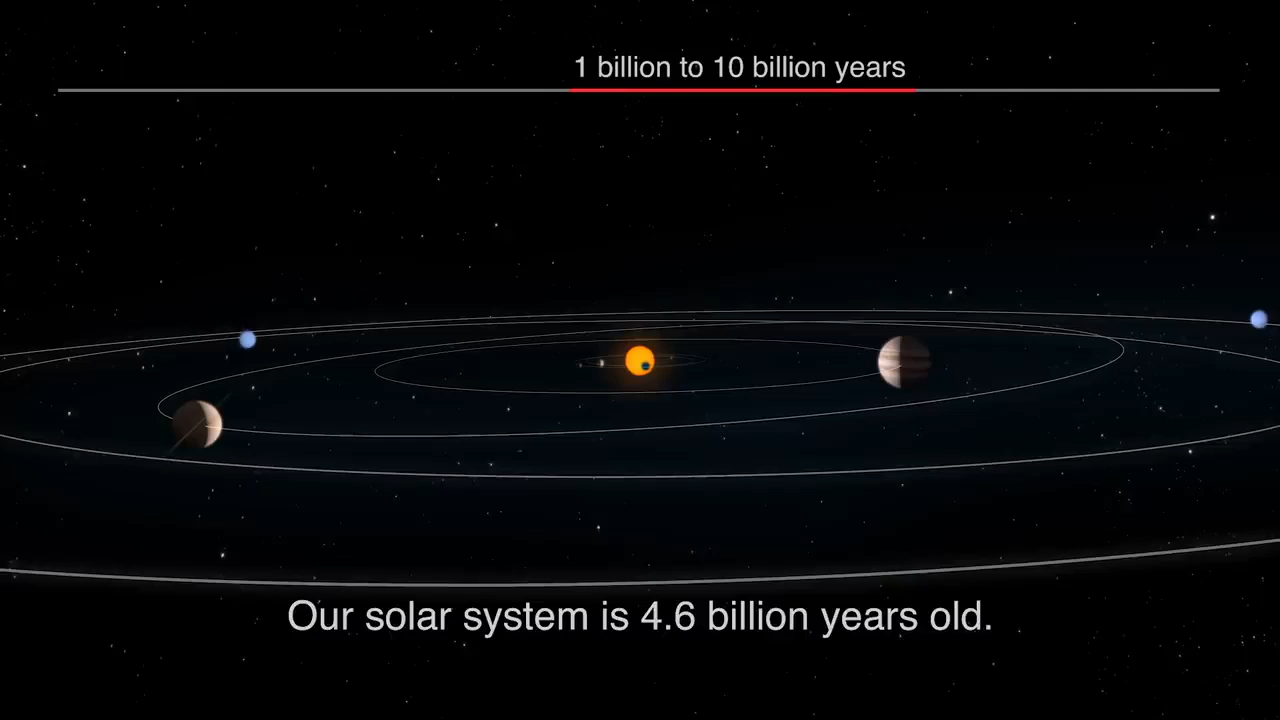 1 billion to 10 billion years
Our solar system is 4.6 billion years old.